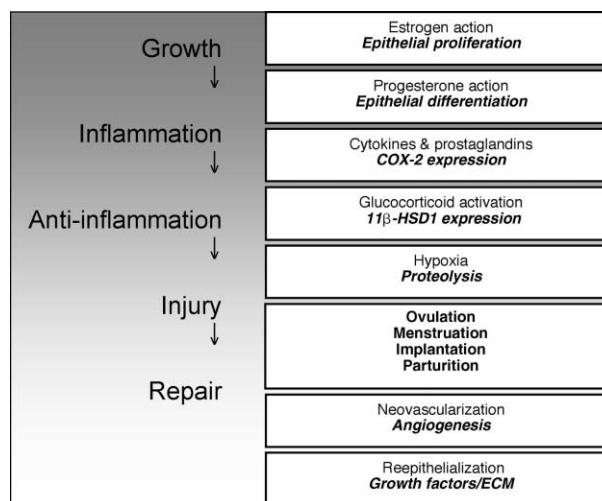 Growth
↓
Inflammation
↓
Anti-inflammation
↓
Injury
↓
Repair
Estrogen action
Epithelial proliferation
Progesterone action
Epithelial differentiation
Cytokines & prostaglandins
COX-2 expression
Glucocorticoid activation
11β-HSD1 expression
Hypoxia
Proteolysis
Ovulation
Menstruation
Implantation
Parturition
Neovascularization
Angiogenesis
Reepithelialization
Growth factors/ECM